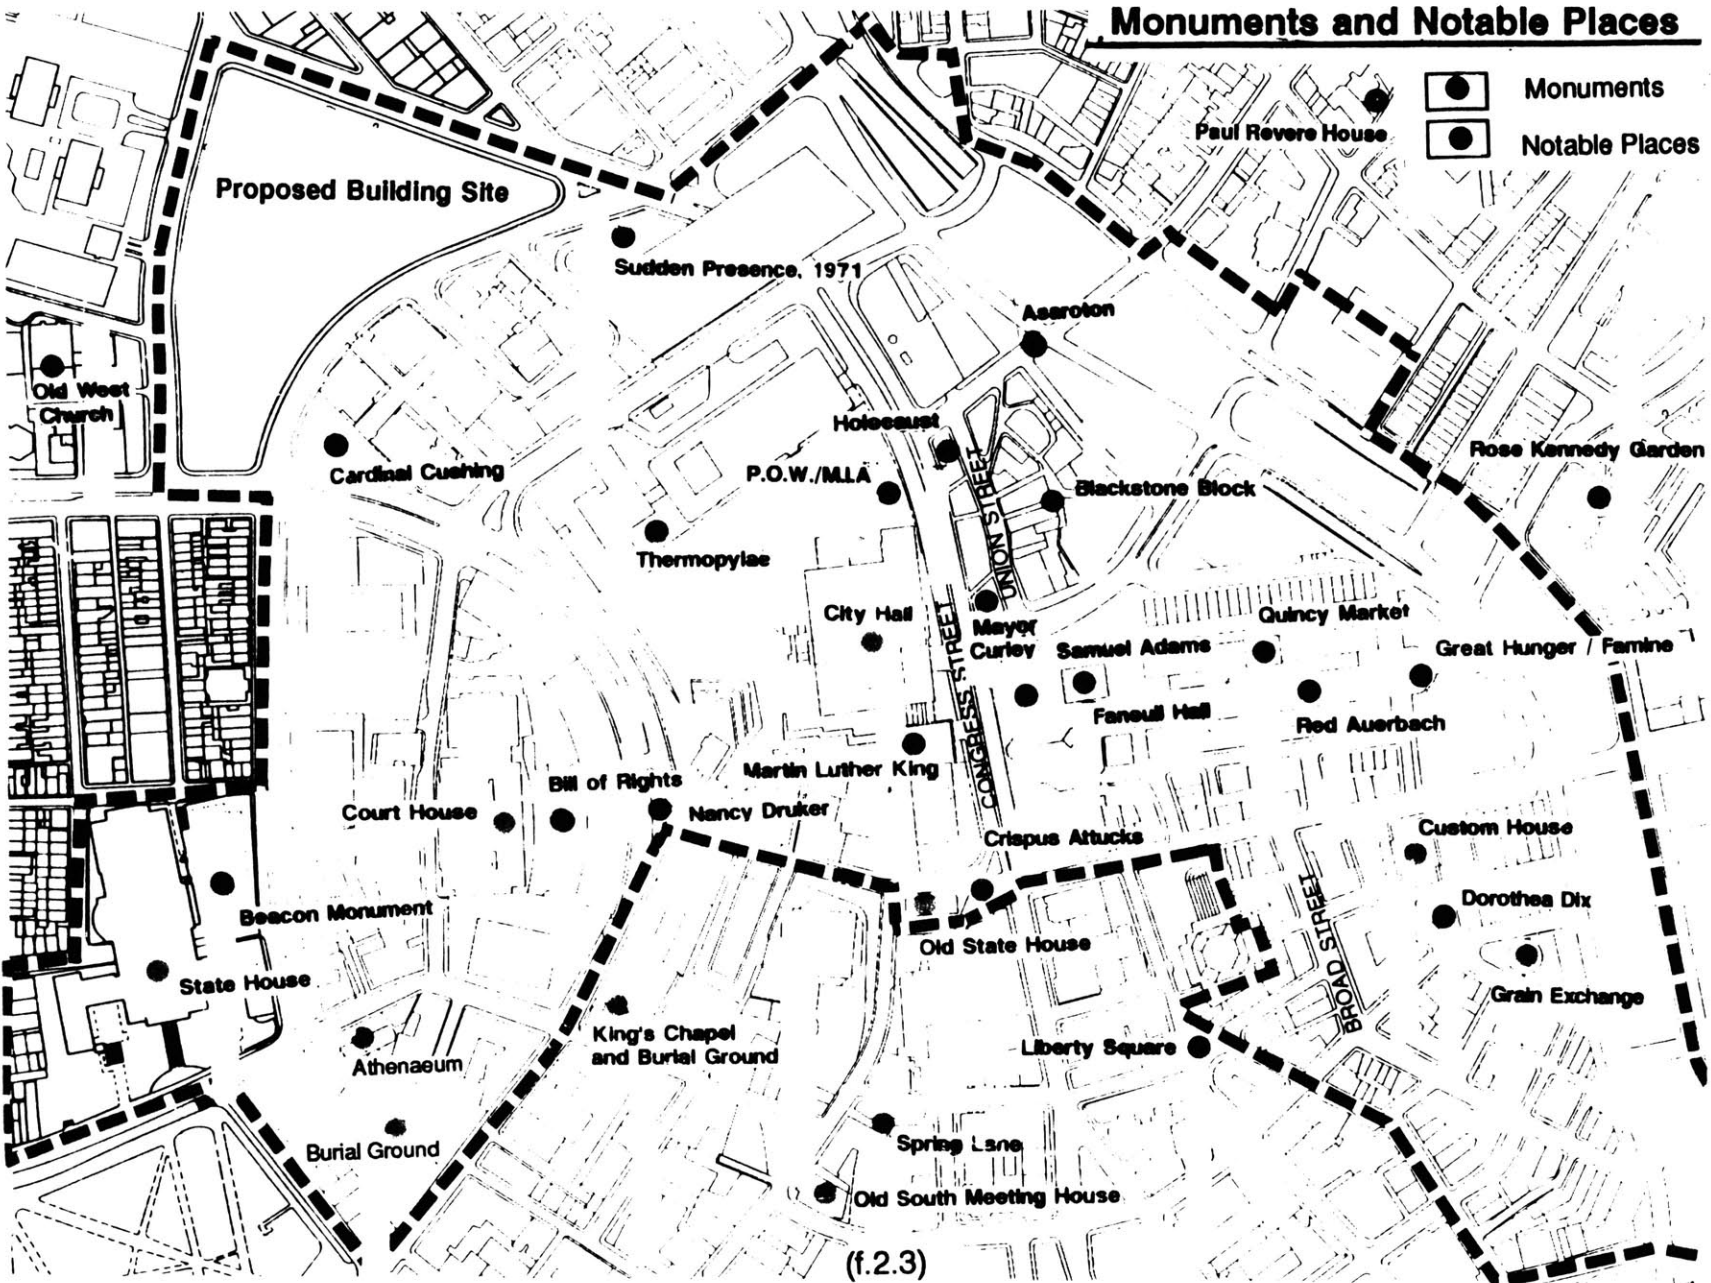 Monuments and Notable Places
Monuments
Notable Places
Paul Revere House
Proposed Building Site
Sudden Presence, 1971
Asaroton
Old West
Church
Holocaust
Cardinal Cushing
P.O.W./M.I.A
Rose Kennedy Garden
Blackstone Block
UNION STREET
Thermopylae
City Hall
Quincy Market
Mayor
Curley
Samuel Adams
Great Hunger / Famine
CONGRESS STREET
Faneuil Hall
Red Auerbach
Martin Luther King
Bill of Rights
Court House
Nancy Druker
Crispus Attucks
Custom House
Beacon Monument
Dorothea Dix
BROAD STREET
Old State House
State House
Grain Exchange
King's Chapel
and Burial Ground
Liberty Square
Athenaeum
Burial Ground
Spring Lane
Old South Meeting House
(f.2.3)